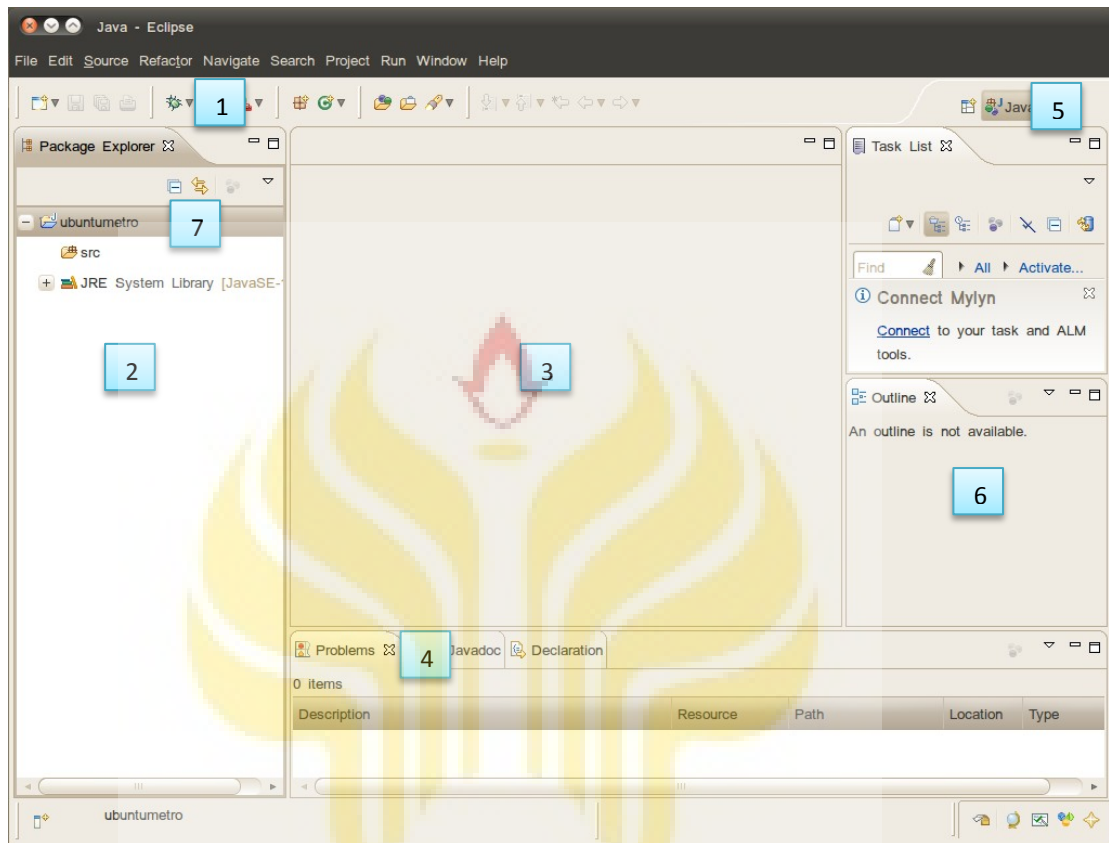 Java - Eclipse
File Edit Source Refactor Navigate Search Project Run Window Help
1
Java
5
Package Explorer
Task List
7
ubuntumetro
src
JRE System Library [JavaSE-
Find
All
Activate...
Connect Mylyn
Connect to your task and ALM
tools.
2
3
Outline
An outline is not available.
6
Problems
4
Javadoc
Declaration
0 items
Description Resource Path Location Type
ubuntumetro